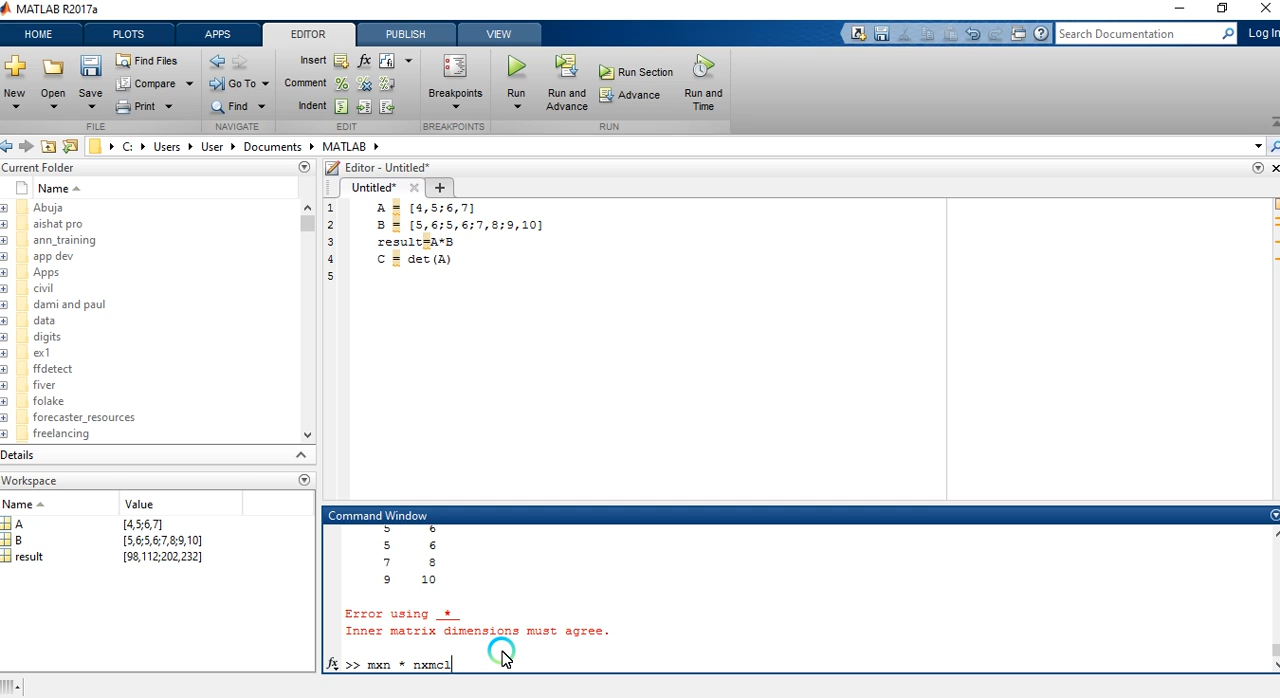 MATLAB R2017a
HOME PLOTS APPS EDITOR PUBLISH VIEW
Search Documentation
Log In
New
Open
Save
Find Files
Compare
Print
FILE
Go To
Find
NAVIGATE
Insert
Comment
Indent
EDIT
Breakpoints
BREAKPOINTS
Run
Run and
Advance
Run Section
Advance
Run and
Time
RUN
C: Users User Documents MATLAB
Current Folder
Name
Abuja
aishat pro
ann_training
app dev
Apps
civil
dami and paul
data
digits
ex1
ffdetect
fiver
folake
forecaster_resources
freelancing
Details
Workspace
Name Value
A [4,5;6,7]
B [5,6;5,6;7,8;9,10]
result [98,112;202,232]
Editor - Untitled*
Untitled*
1 A = [4,5;6,7]
2 B = [5,6;5,6;7,8;9,10]
3 result=A*B
4 C = det(A)
5
Command Window
5 6
5 6
7 8
9 10
Error using *
Inner matrix dimensions must agree.
fx >> mxn * nxmcl